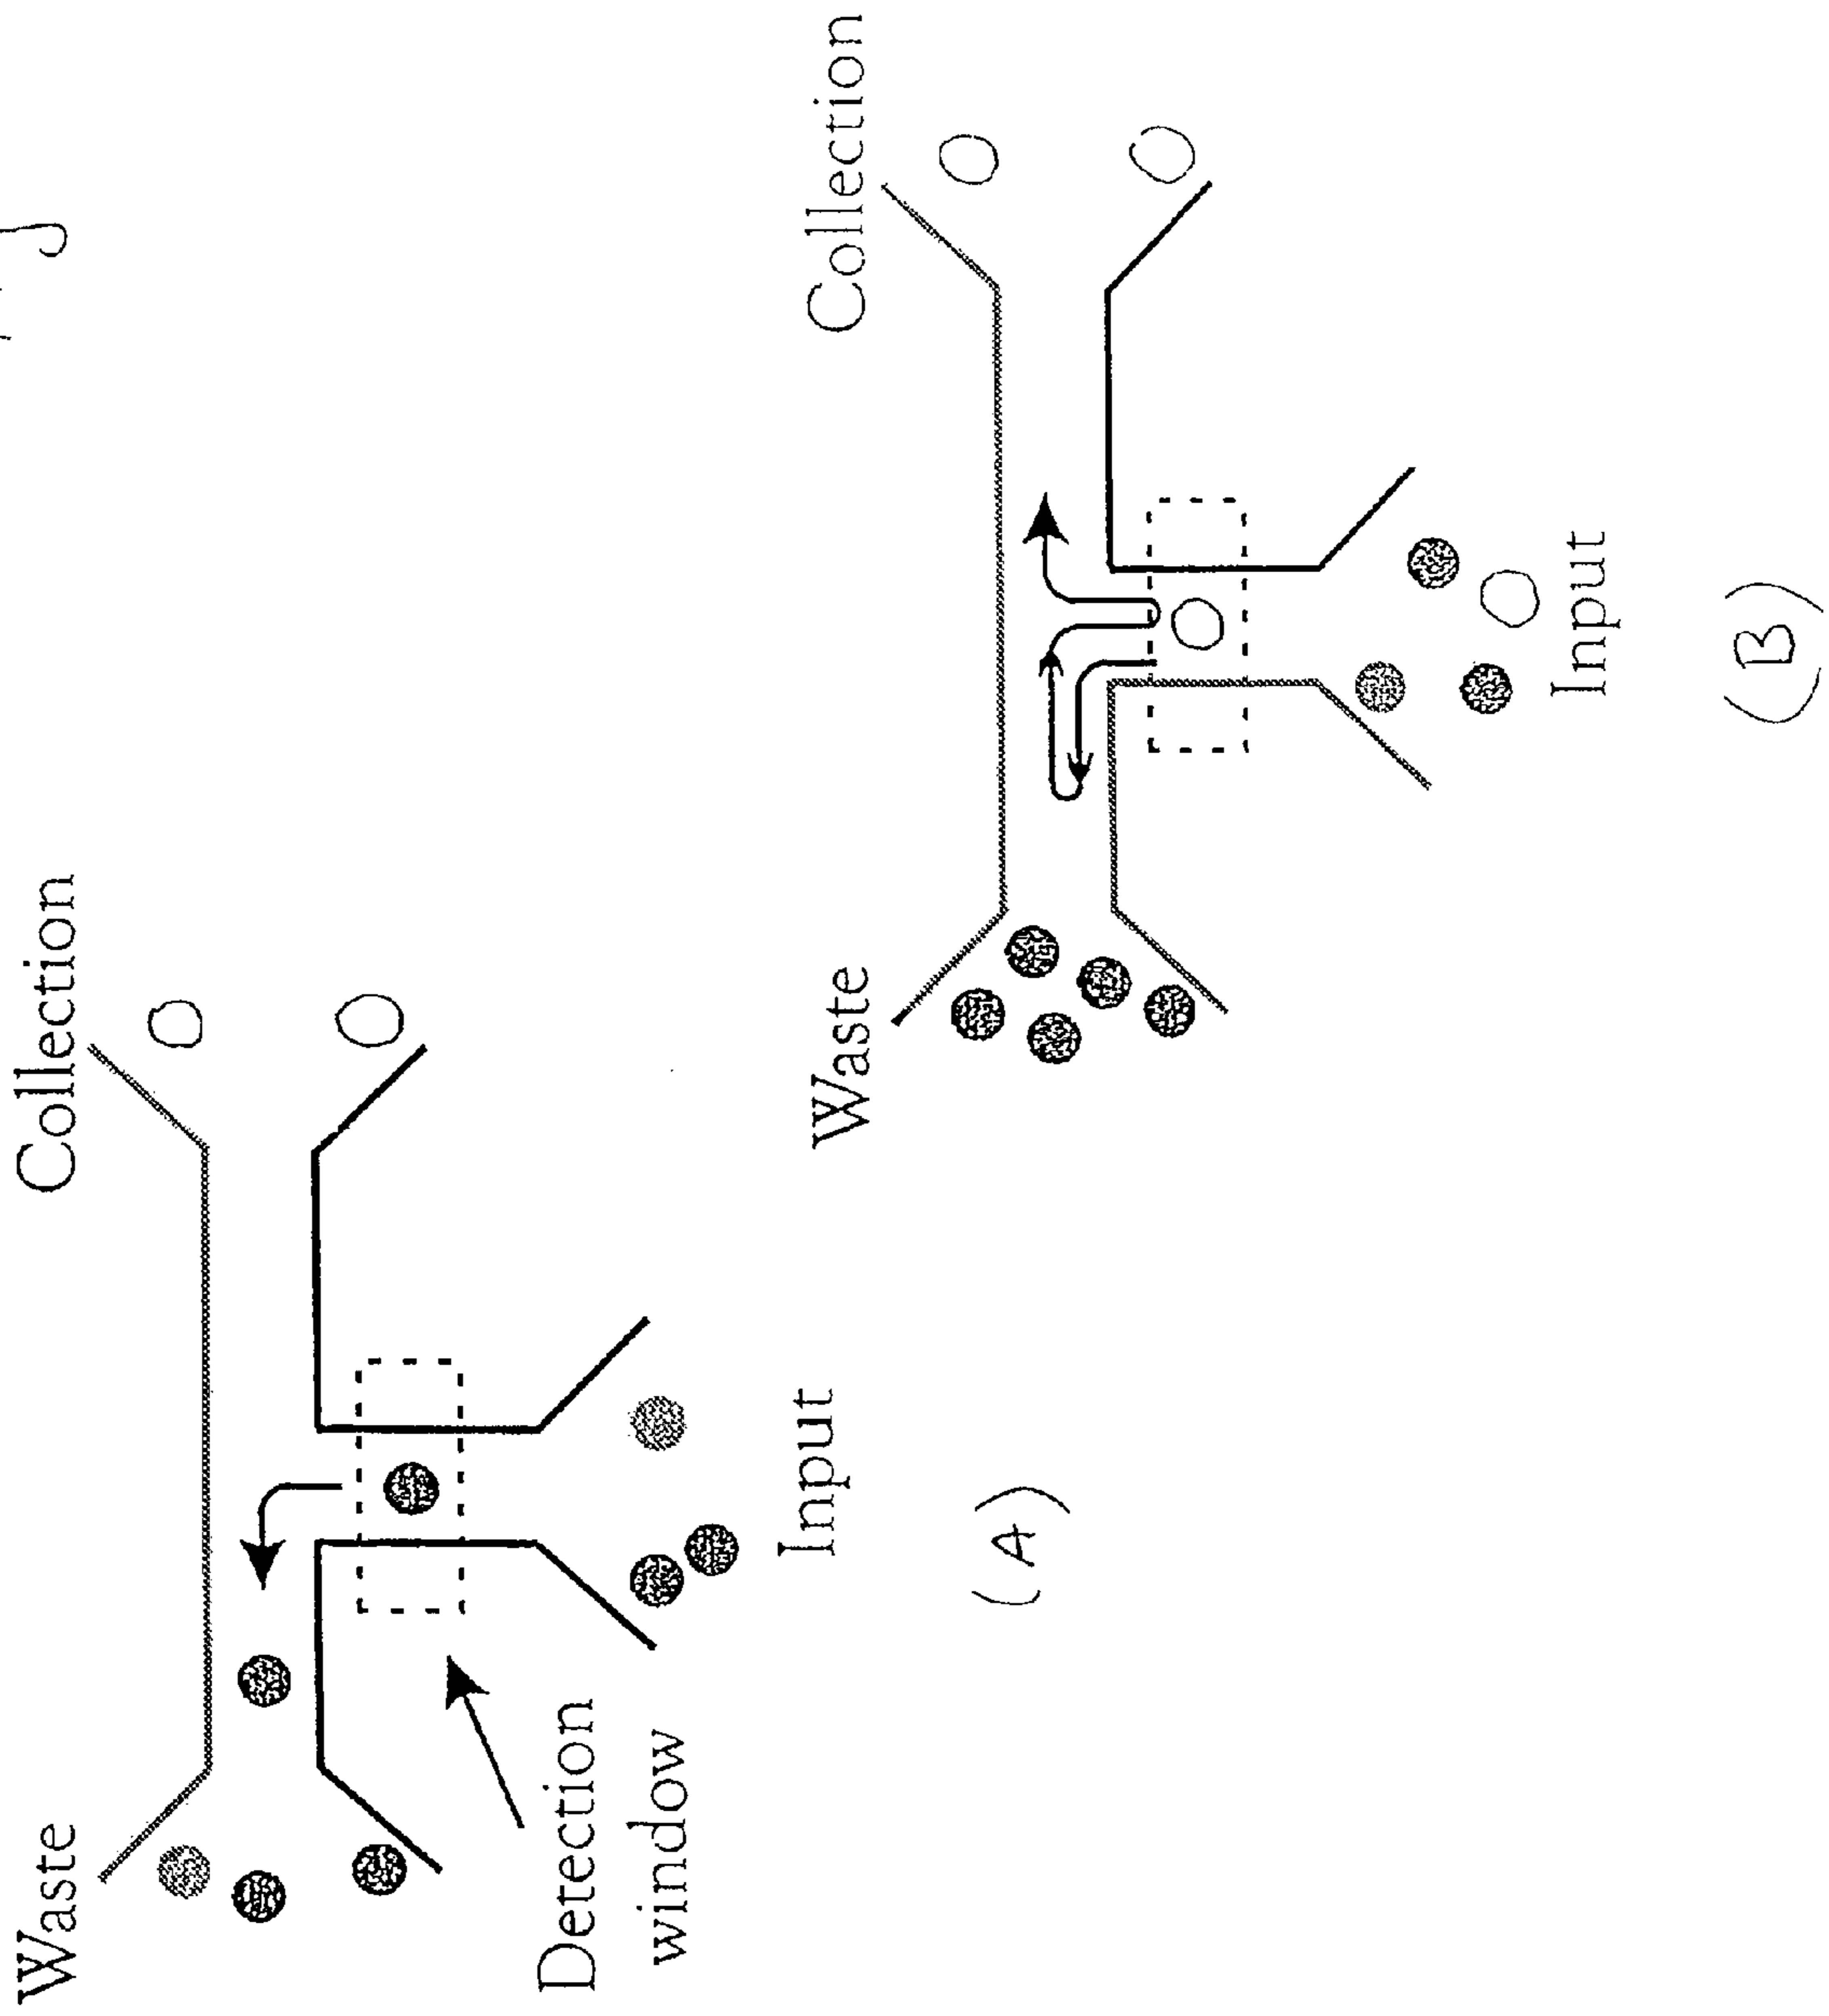 Waste
Collection
Detection
window
Input
(A)
Waste
Collection
Input
(B)